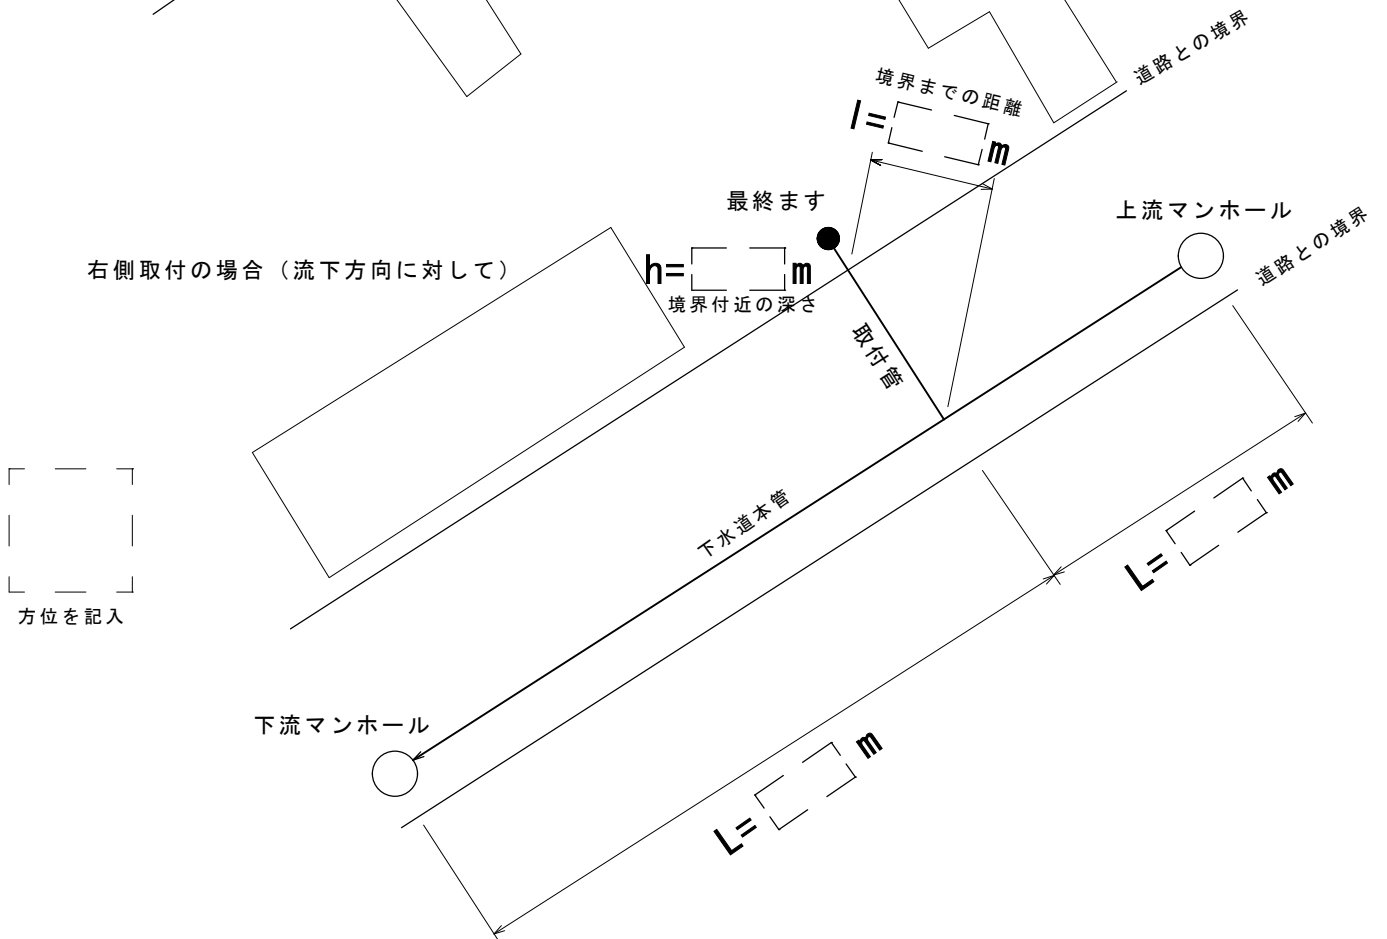 道路との境界
境界までの距離
l=
m
最終ます
上流マンホール
道路との境界
右側取付の場合（流下方向に対して）
h=
m
境界付近の深さ
取付管
下水道本管
L=
m
方位を記入
下流マンホール
L=
m